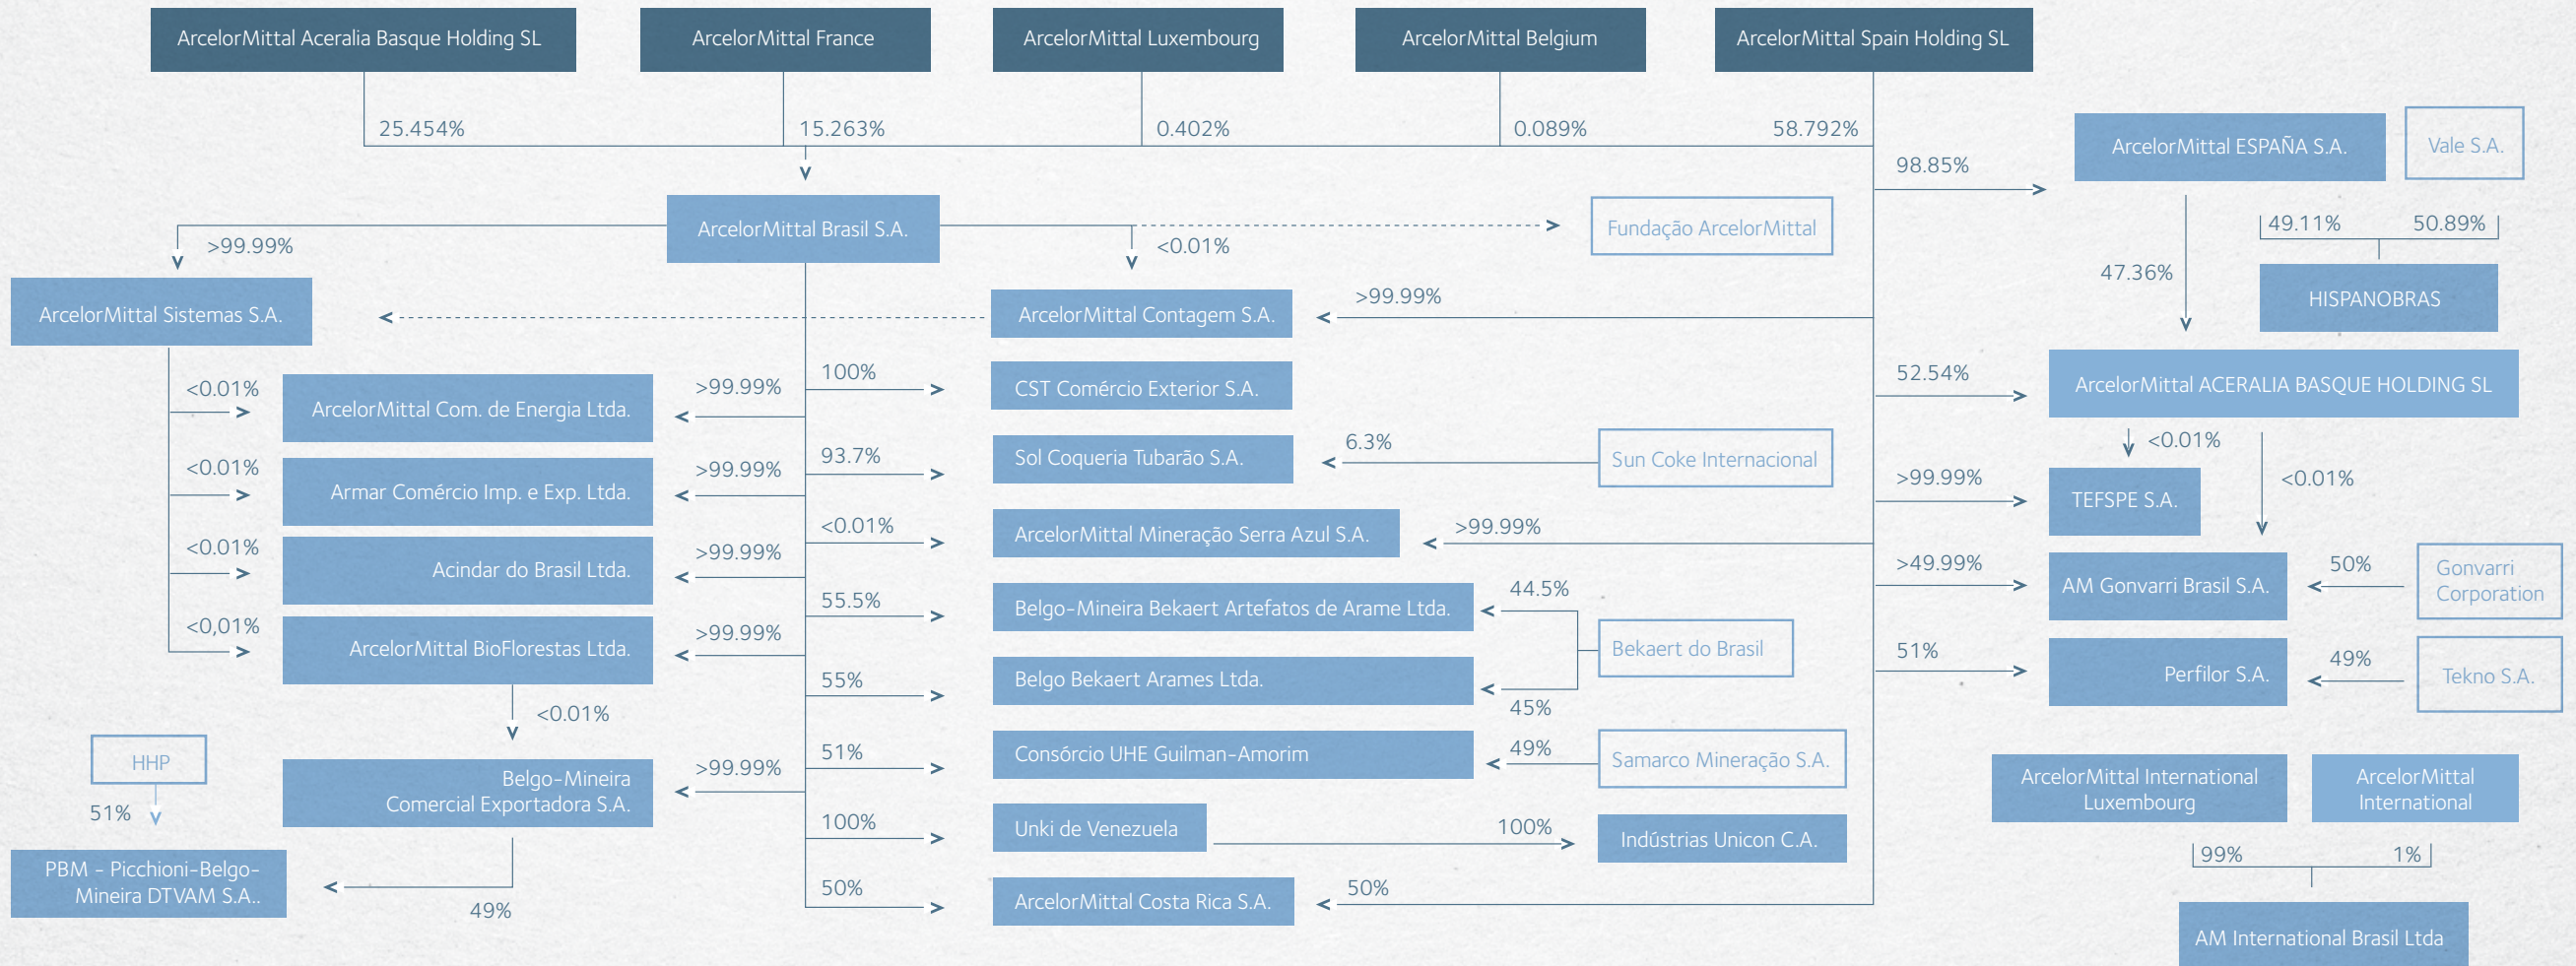 ArcelorMittal Aceralia Basque Holding SL
ArcelorMittal France
ArcelorMittal Luxembourg
ArcelorMittal Belgium
ArcelorMittal Spain Holding SL
25.454%
15.263%
0.402%
0.089%
58.792%
ArcelorMittal Brasil S.A.
>99.99%
<0.01%
Fundação ArcelorMittal
ArcelorMittal Sistemas S.A.
ArcelorMittal Contagem S.A.
>99.99%
<0.01%
ArcelorMittal Com. de Energia Ltda.
>99.99%
<0.01%
Armar Comércio Imp. e Exp. Ltda.
>99.99%
<0.01%
Acindar do Brasil Ltda.
>99.99%
<0,01%
ArcelorMittal BioFlorestas Ltda.
>99.99%
<0.01%
HHP
51%
Belgo-Mineira
Comercial Exportadora S.A.
>99.99%
PBM - Picchioni-Belgo-
Mineira DTVAM S.A..
49%
100%
CST Comércio Exterior S.A.
93.7%
Sol Coqueria Tubarão S.A.
6.3%
Sun Coke Internacional
<0.01%
ArcelorMittal Mineração Serra Azul S.A.
>99.99%
55.5%
Belgo-Mineira Bekaert Artefatos de Arame Ltda.
44.5%
Bekaert do Brasil
55%
Belgo Bekaert Arames Ltda.
45%
51%
Consórcio UHE Guilman-Amorim
49%
Samarco Mineração S.A.
100%
Unki de Venezuela
100%
Indústrias Unicon C.A.
50%
ArcelorMittal Costa Rica S.A.
50%
98.85%
ArcelorMittal ESPAÑA S.A.
Vale S.A.
49.11%
50.89%
47.36%
HISPANOBRAS
52.54%
ArcelorMittal ACERALIA BASQUE HOLDING SL
<0.01%
>99.99%
TEFSPE S.A.
<0.01%
>49.99%
AM Gonvarri Brasil S.A.
50%
Gonvarri
Corporation
51%
Perfilor S.A.
49%
Tekno S.A.
ArcelorMittal International
Luxembourg
ArcelorMittal
International
99%
1%
AM International Brasil Ltda